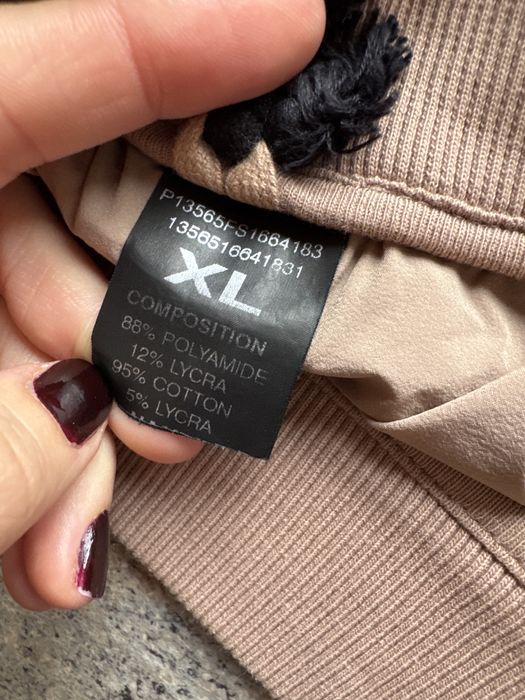 P13565FS1664183
1356516641831
XL
COMPOSITION
88% POLYAMIDE
12% LYCRA
95% COTTON
5% LYCRA